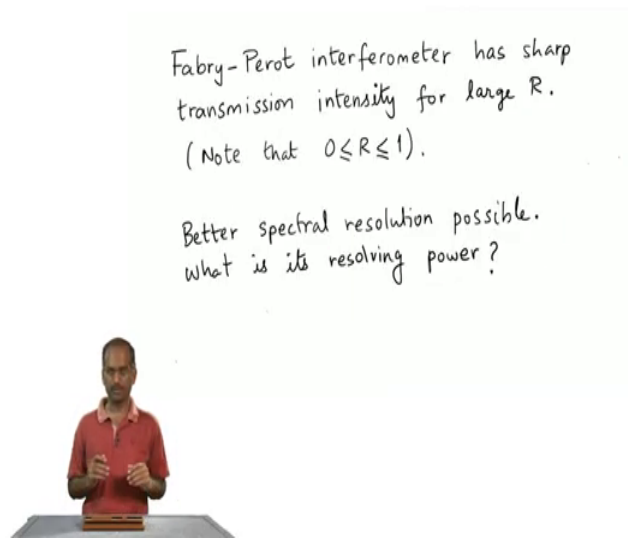 Fabry-Perot interferometer has sharp
transmission intensity for large R.
(Note that 0≤R≤1).
Better spectral resolution possible.
What is its resolving power?